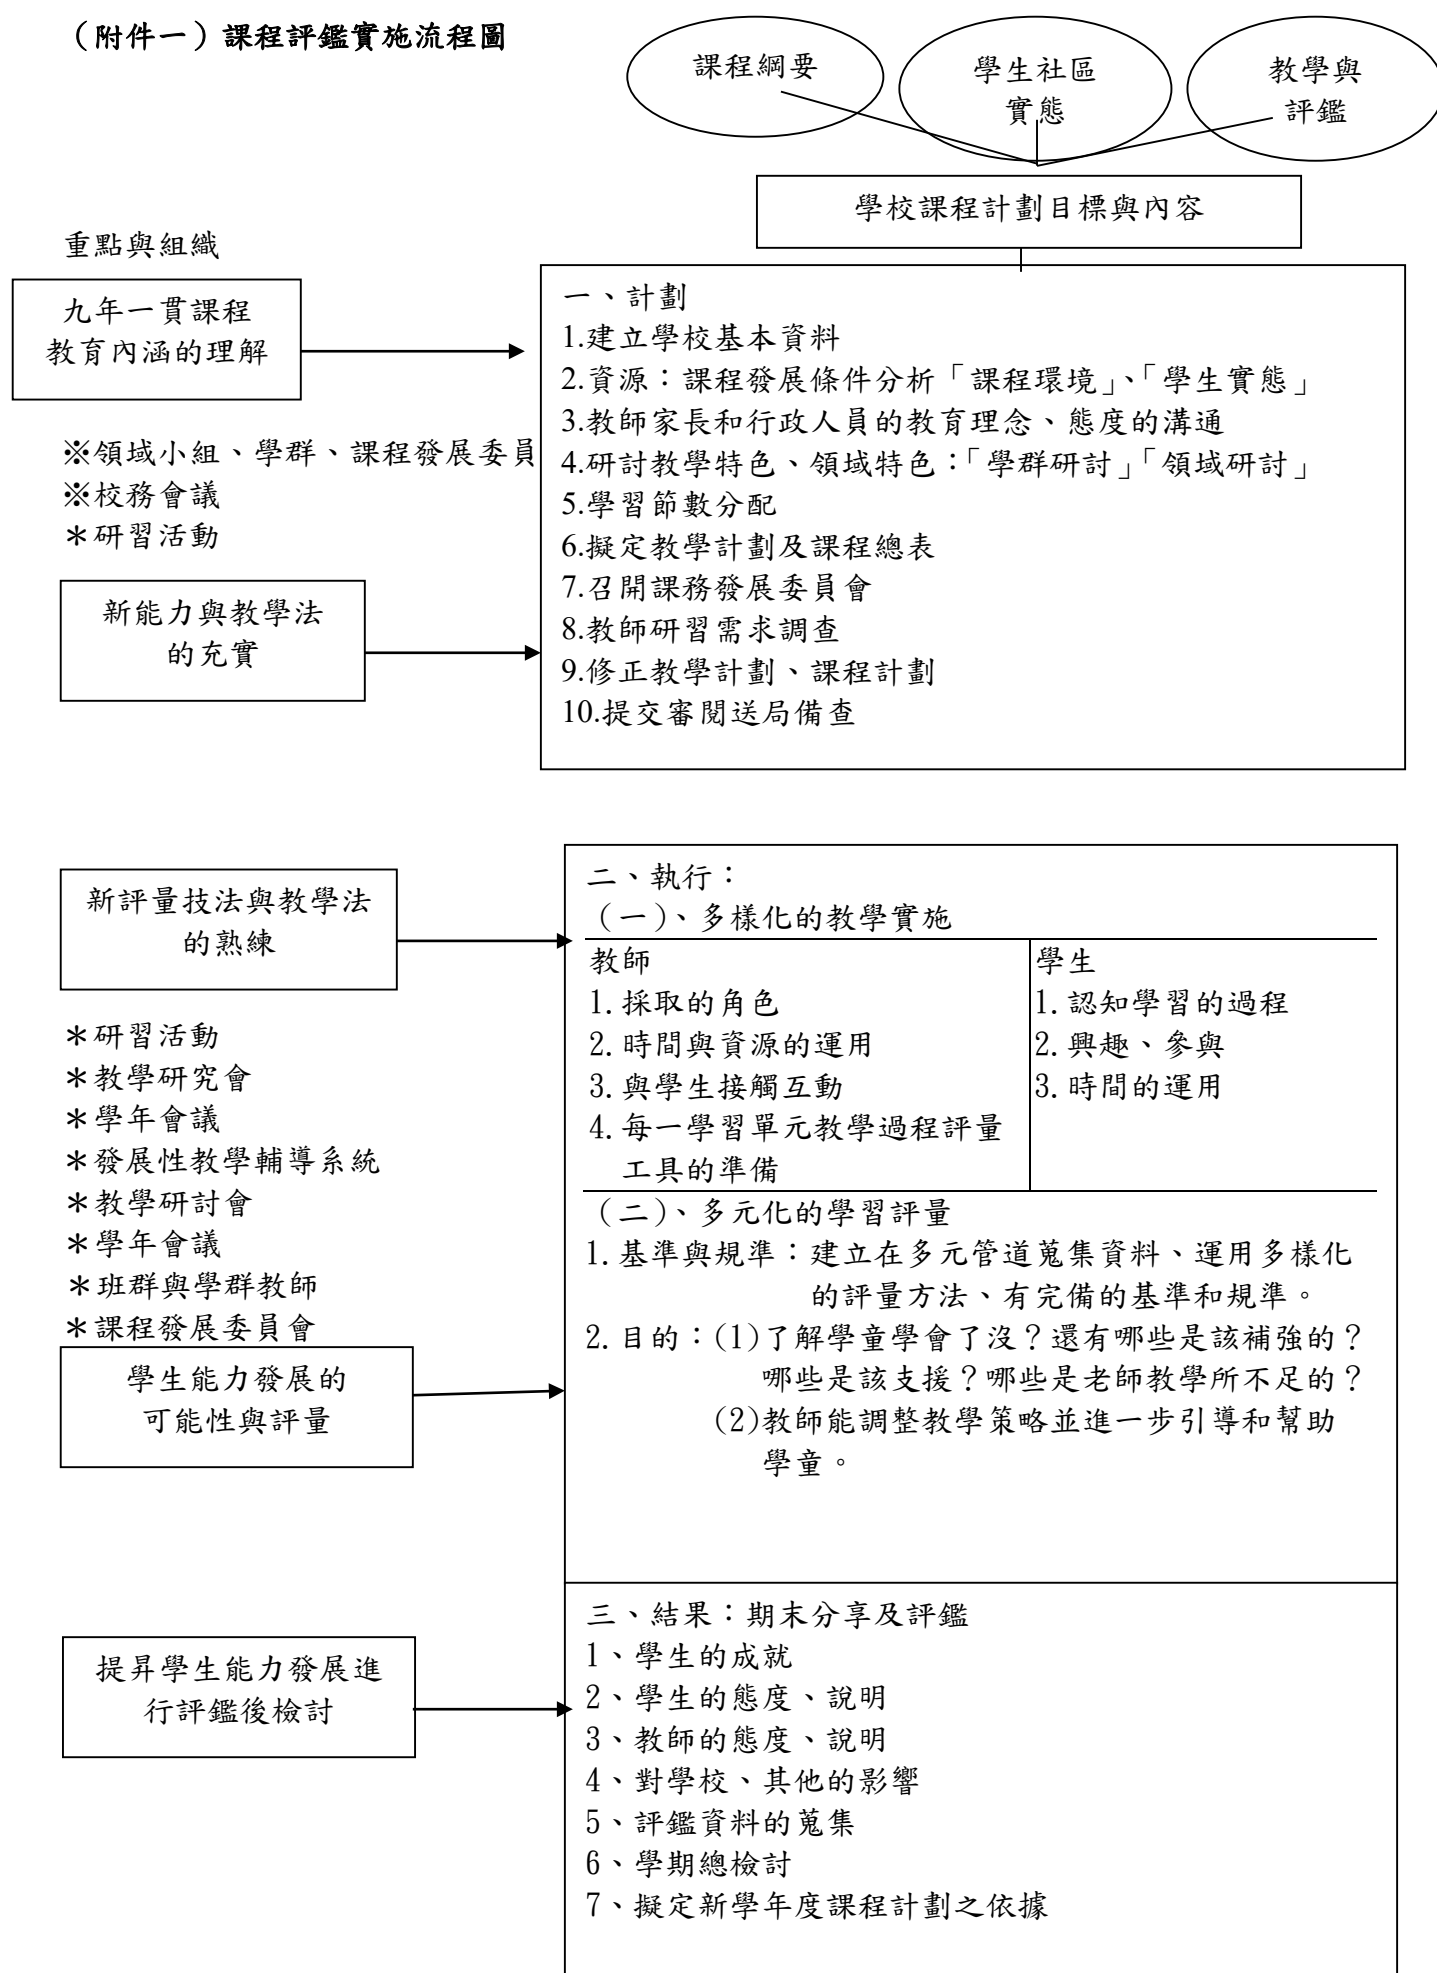 （附件一）課程評鑑實施流程圖
課程綱要
學生社區
實態
教學與
評鑑
學校課程計劃目標與內容
重點與組織
九年一貫課程
教育內涵的理解
※領域小組、學群、課程發展委員
※校務會議
＊研習活動
新能力與教學法
的充實
一、計劃
1.建立學校基本資料
2.資源：課程發展條件分析「課程環境」、「學生實態」
3.教師家長和行政人員的教育理念、態度的溝通
4.研討教學特色、領域特色：「學群研討」「領域研討」
5.學習節數分配
6.擬定教學計劃及課程總表
7.召開課務發展委員會
8.教師研習需求調查
9.修正教學計劃、課程計劃
10.提交審閱送局備查
新評量技法與教學法
的熟練
＊研習活動
＊教學研究會
＊學年會議
＊發展性教學輔導系統
＊教學研討會
＊學年會議
＊班群與學群教師
＊課程發展委員會
學生能力發展的
可能性與評量
二、執行：
（一）、多樣化的教學實施
教師
1.採取的角色
2.時間與資源的運用
3.與學生接觸互動
4.每一學習單元教學過程評量
工具的準備
學生
1.認知學習的過程
2.興趣、參與
3.時間的運用
（二）、多元化的學習評量
1.基準與規準：建立在多元管道蒐集資料、運用多樣化
的評量方法、有完備的基準和規準。
2.目的：(1)了解學童學會了沒？還有哪些是該補強的？
哪些是該支援？哪些是老師教學所不足的？
(2)教師能調整教學策略並進一步引導和幫助
學童。
提昇學生能力發展進
行評鑑後檢討
三、結果：期末分享及評鑑
1、學生的成就
2、學生的態度、說明
3、教師的態度、說明
4、對學校、其他的影響
5、評鑑資料的蒐集
6、學期總檢討
7、擬定新學年度課程計劃之依據